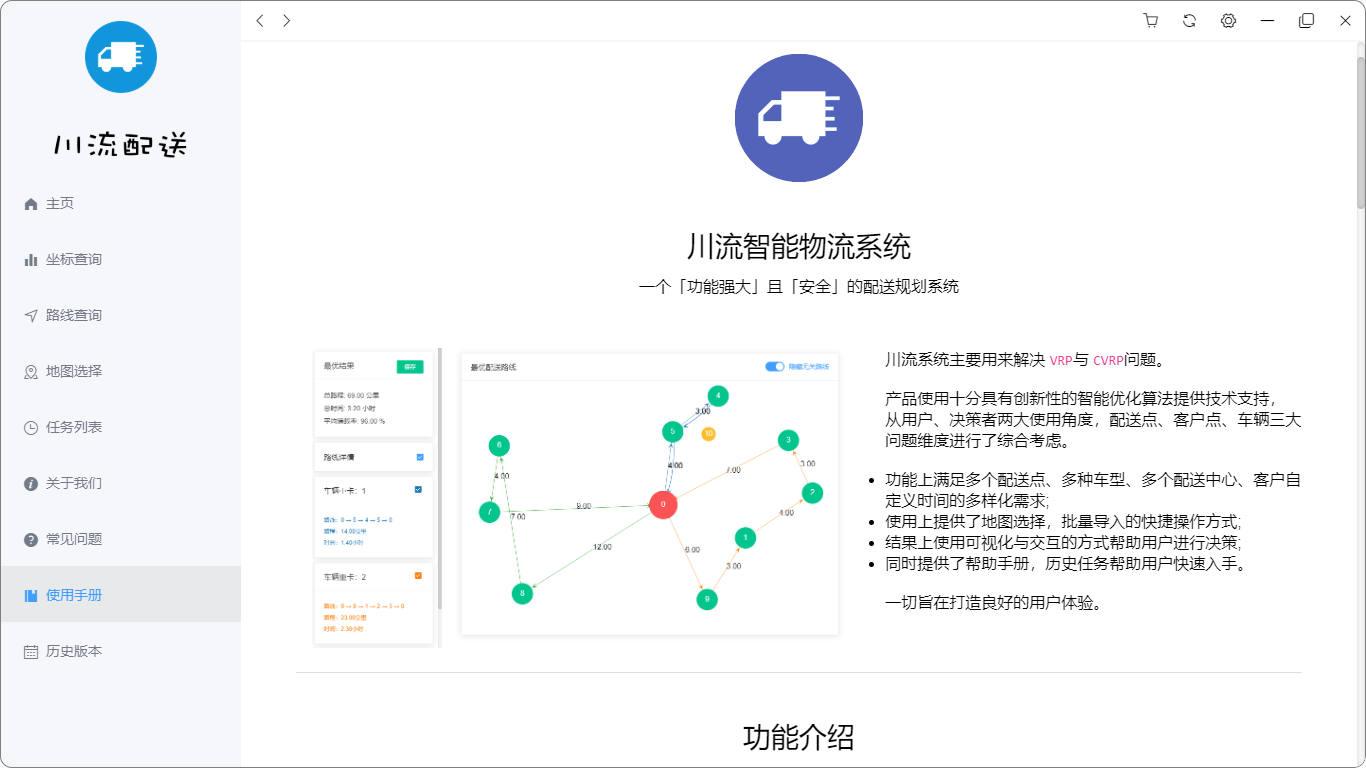 川流配送
主页
坐标查询
路线查询
地图选择
任务列表
关于我们
常见问题
使用手册
历史版本
川流智能物流系统
一个「功能强大」且「安全」的配送规划系统
最优结果
保存
总路程: 69.00 公里
总时间: 5.20 小时
平均满载率: 96.00 %
路线详情
车辆小卡: 1
里程: 14.00公里
时长: 1.40小时
车辆重卡: 2
里程: 23.00公里
时间: 2.30小时
最优配送路线
隐藏无关路线
4
3.00
5
10
6
3
4.00
4.00
7.00
3.00
2
7
7.00
9.00
0
4.00
1
12.00
6.00
3.00
8
9
川流系统主要用来解决 VRP与 CVRP问题。
产品使用十分具有创新性的智能优化算法提供技术支持，
从用户、决策者两大使用角度，配送点、客户点、车辆三大
问题维度进行了综合考虑。
功能上满足多个配送点、多种车型、多个配送中心、客户自
定义时间的多样化需求;
使用上提供了地图选择，批量导入的快捷操作方式;
结果上使用可视化与交互的方式帮助用户进行决策;
同时提供了帮助手册，历史任务帮助用户快速入手。
一切旨在打造良好的用户体验。
功能介绍